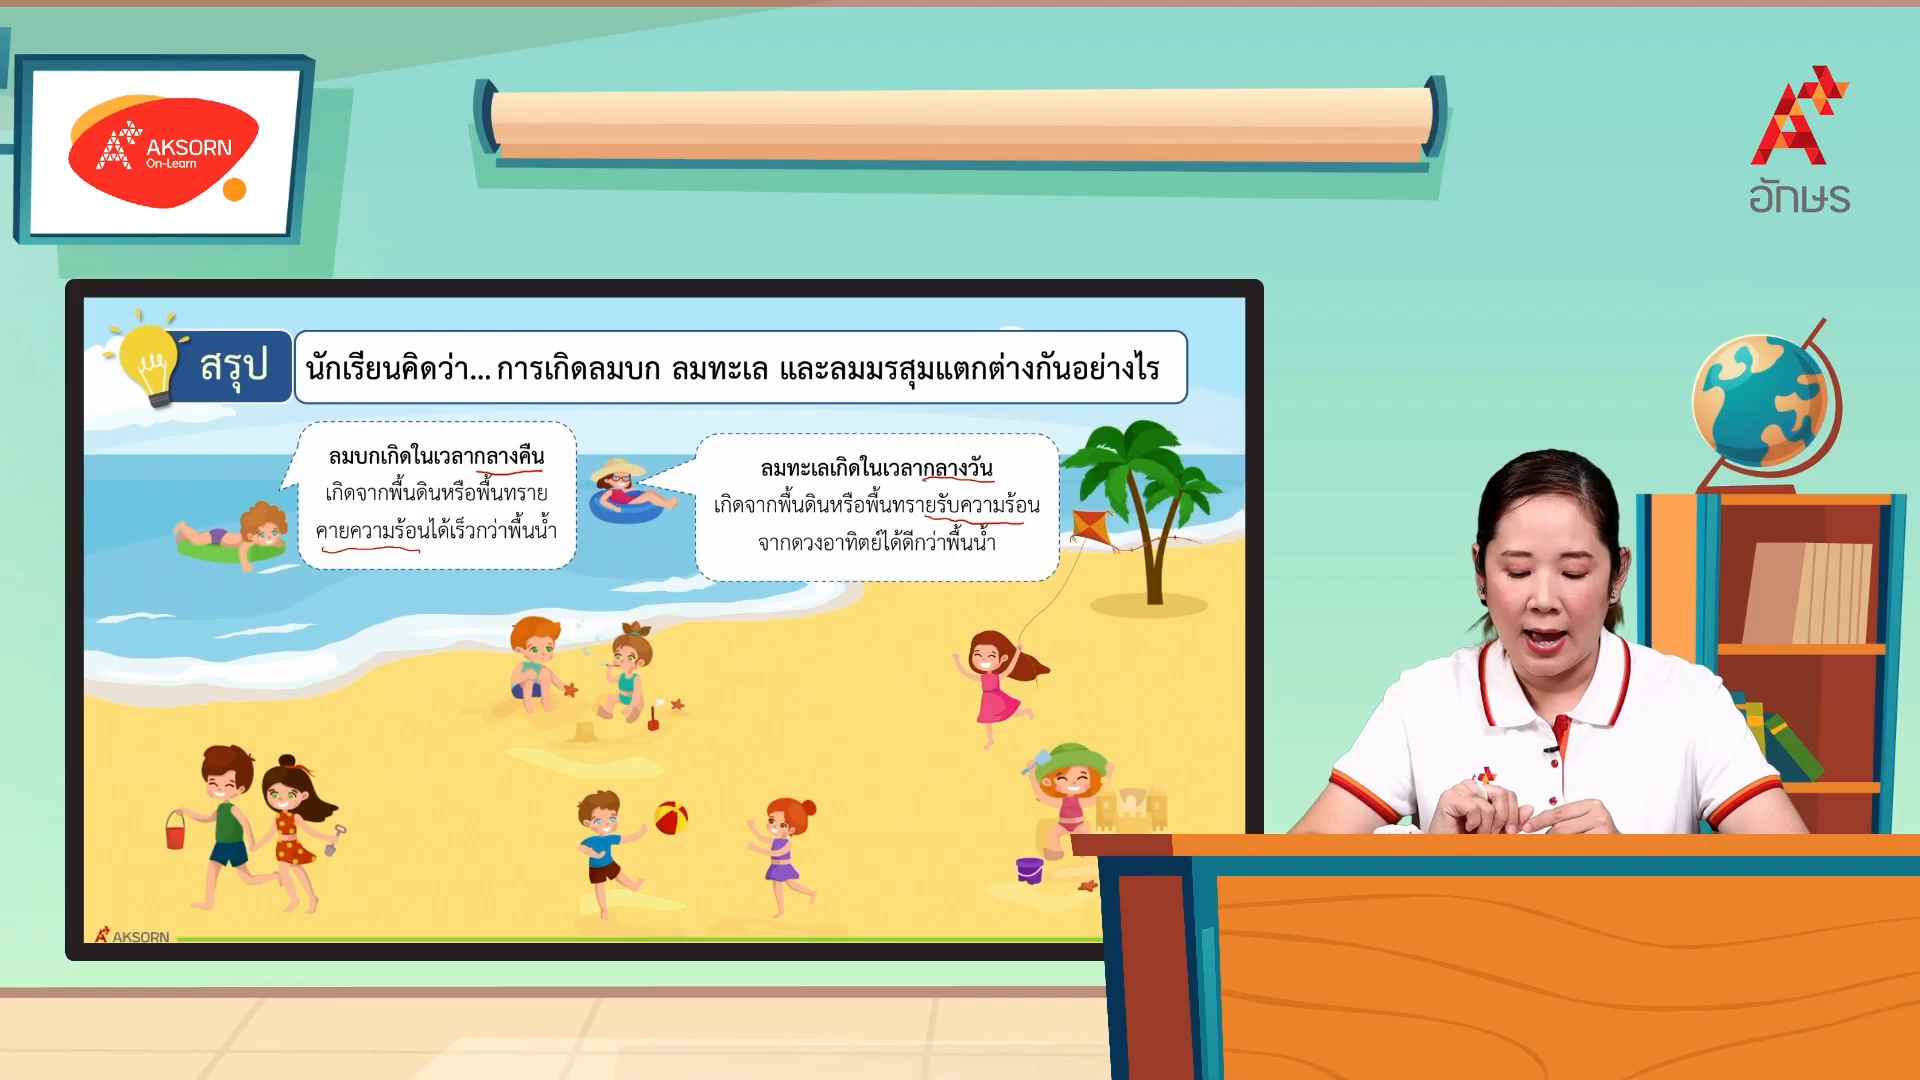 AKSORN
On-Learn
อักษร
สรุป
นักเรียนคิดว่า... การเกิดลมบก ลมทะเล และลมมรสุมแตกต่างกันอย่างไร
ลมบกเกิดในเวลากลางคืน
เกิดจากพื้นดินหรือพื้นทราย
คายความร้อนได้เร็วกว่าพื้นน้ำ
ลมทะเลเกิดในเวลากลางวัน
เกิดจากพื้นดินหรือพื้นทรายรับความร้อน
จากดวงอาทิตย์ได้ดีกว่าพื้นน้ำ
AKSORN